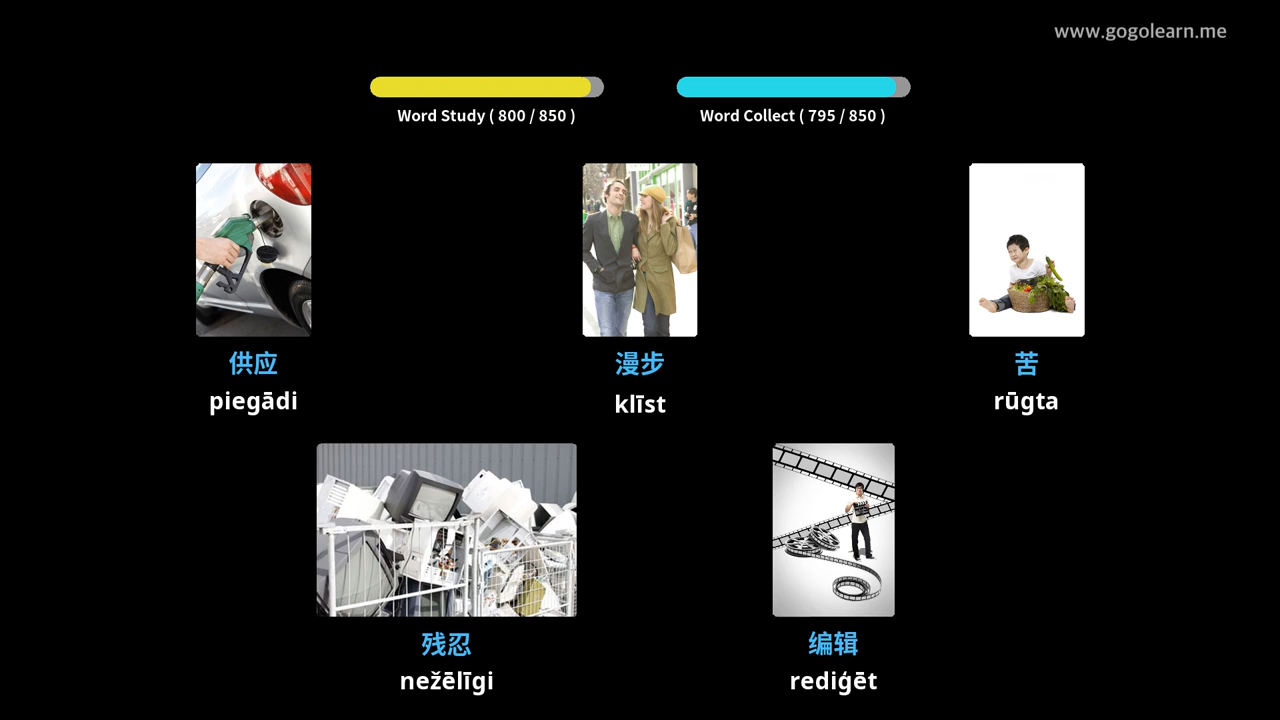 www.gogolearn.me
Word Study ( 800 / 850 )
Word Collect ( 795 / 850 )
供应
piegādi
漫步
klīst
苦
rūgta
残忍
nežēlīgi
编辑
rediģēt